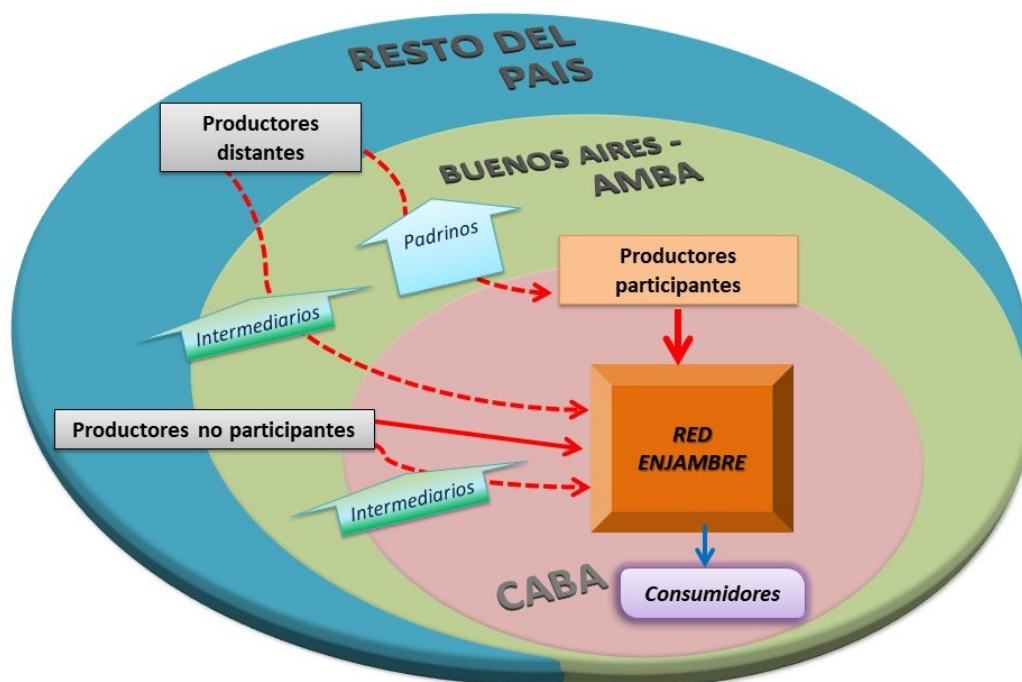 RESTO DEL
PAIS
Productores
distantes
BUENOS AIRES -
AMBA
Padrinos
Productores
participantes
Intermediarios
Productores no participantes
RED
ENJAMBRE
Intermediarios
CABA
Consumidores